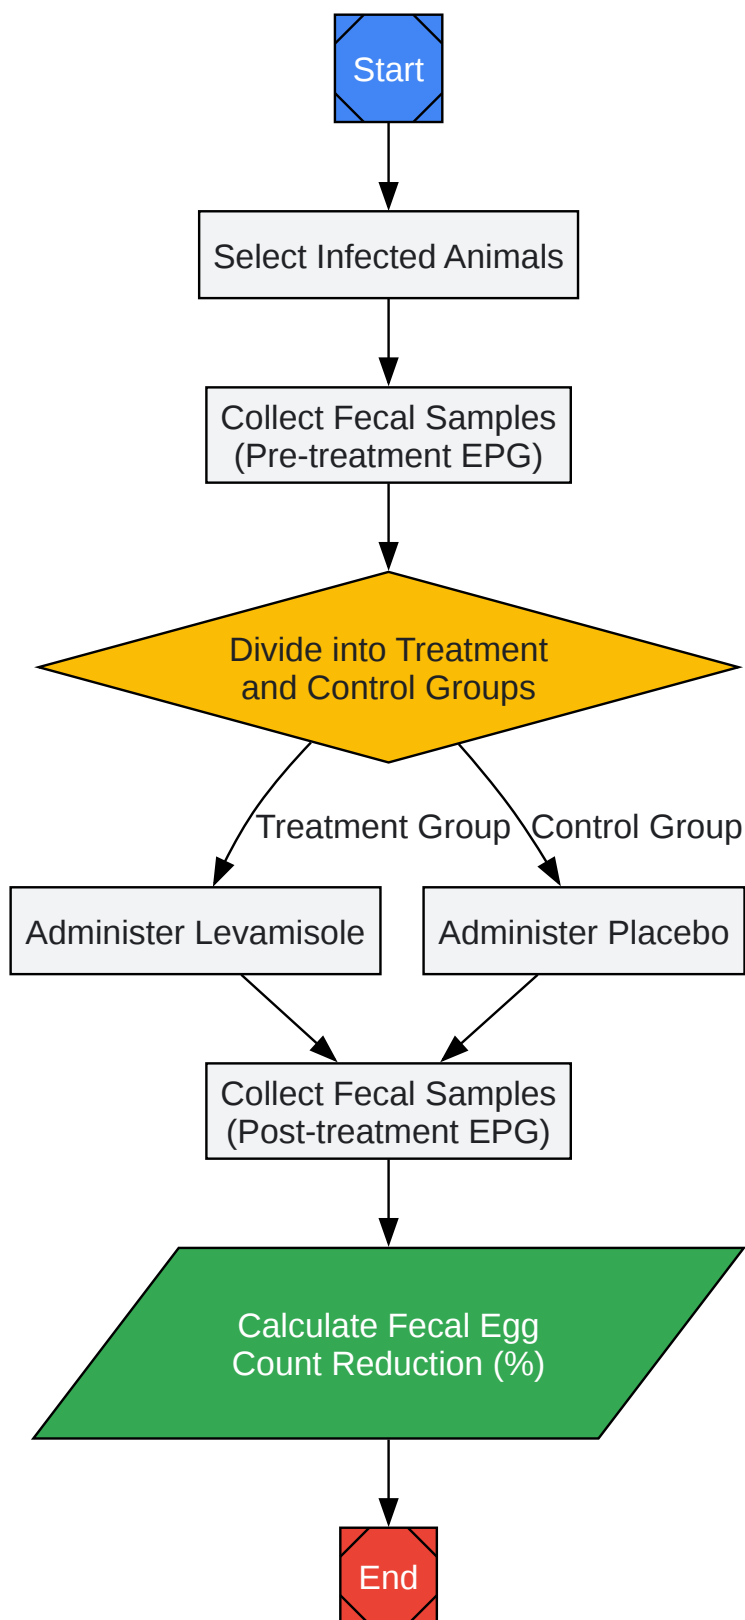 Start
Select Infected Animals
Collect Fecal Samples
(Pre-treatment EPG)
Divide into Treatment
and Control Groups
Treatment Group
Control Group
Administer Levamisole
Administer Placebo
Collect Fecal Samples
(Post-treatment EPG)
Calculate Fecal Egg
Count Reduction (%)
End